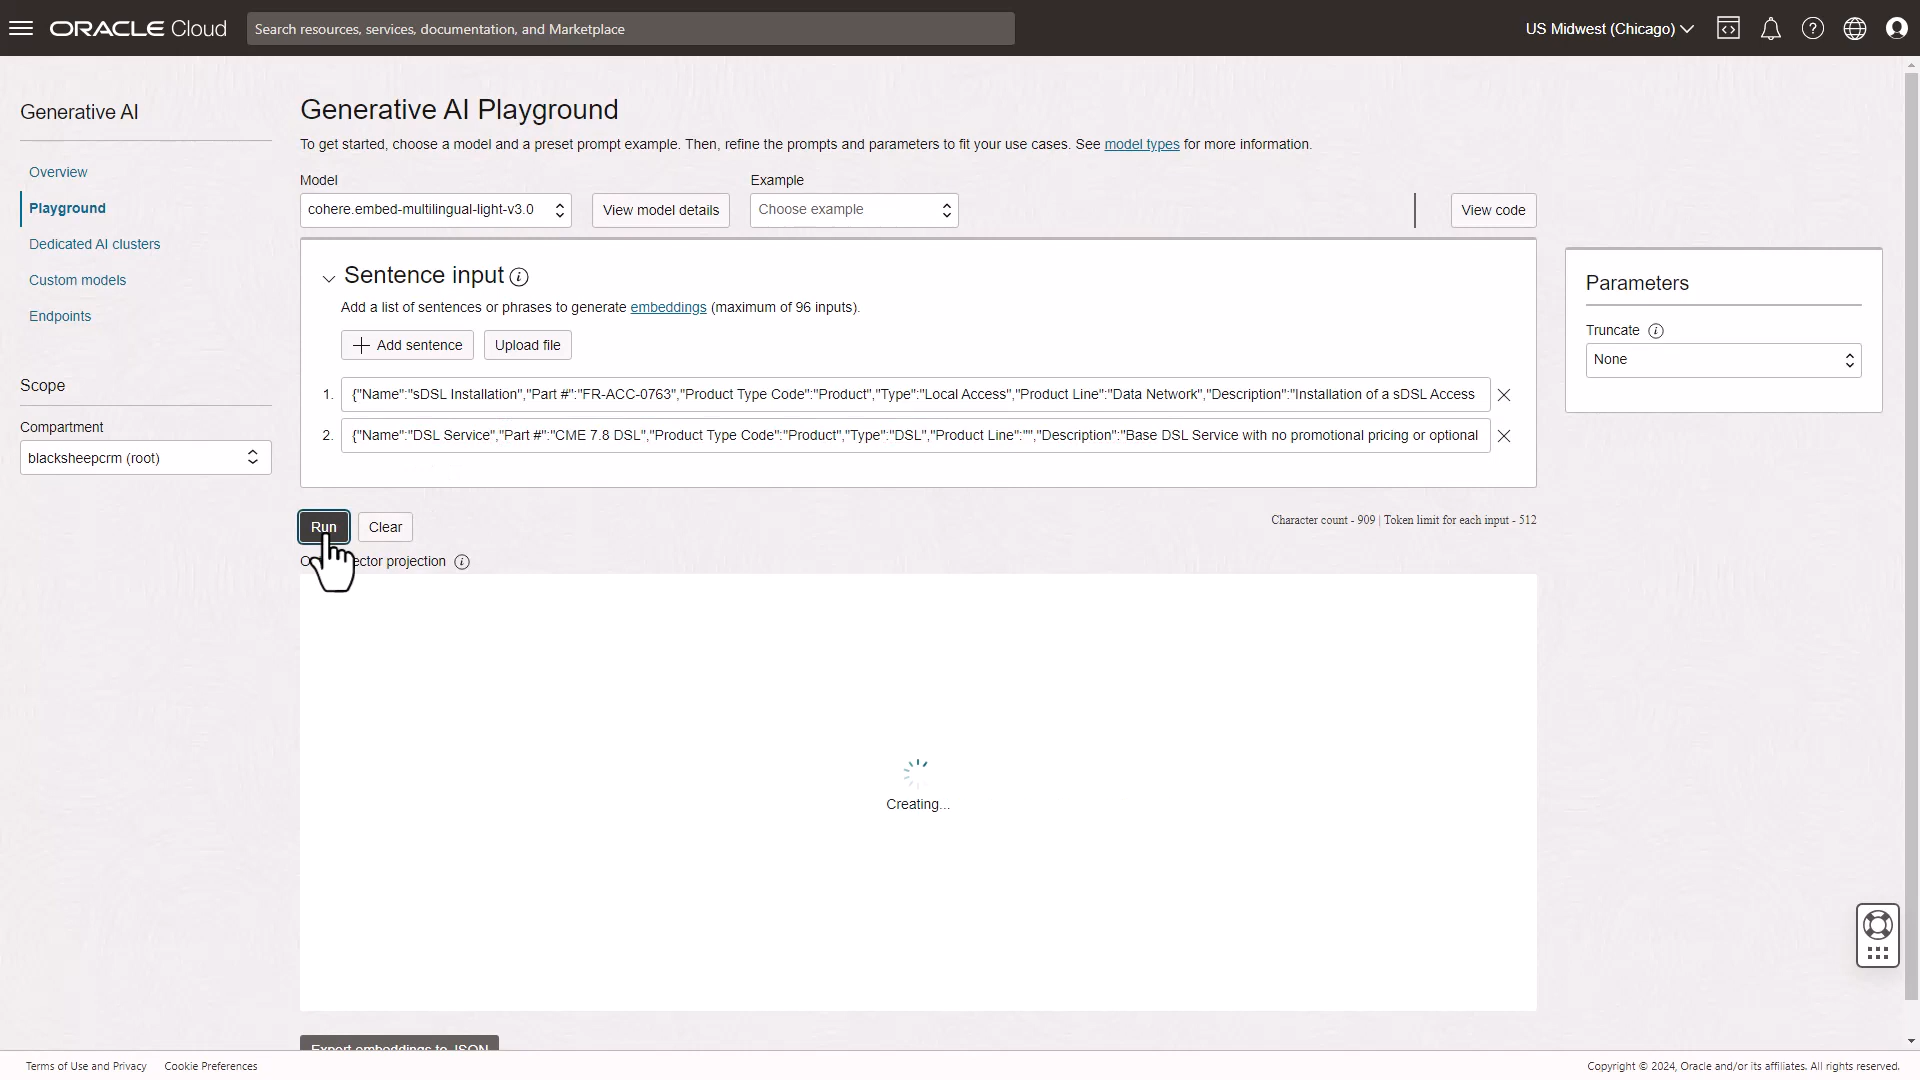 ORACLE Cloud
Search resources, services, documentation, and Marketplace
US Midwest (Chicago)
Generative AI
Overview
Playground
Dedicated AI clusters
Custom models
Endpoints
Scope
Compartment
blacksheepcrm (root)
Generative AI Playground
To get started, choose a model and a preset prompt example. Then, refine the prompts and parameters to fit your use cases. See model types for more information.
Model
Example
cohere.embed-multilingual-light-v3.0
View model details
Choose example
View code
Sentence input
Add a list of sentences or phrases to generate embeddings (maximum of 96 inputs).
Add sentence
Upload file
1. {"Name":"sDSL Installation","Part #":"FR-ACC-0763","Product Type Code":"Product","Type":"Local Access","Product Line":"Data Network","Description":"Installation of a sDSL Access
2. {"Name":"DSL Service","Part #":"CME 7.8 DSL","Product Type Code":"Product","Type":"DSL","Product Line":"","Description":"Base DSL Service with no promotional pricing or optional
Run
Clear
Character count - 909 | Token limit for each input - 512
projection
Creating...
Export embeddings to JSON
Parameters
Truncate
None
Terms of Use and Privacy
Cookie Preferences
Copyright © 2024, Oracle and/or its affiliates. All rights reserved.